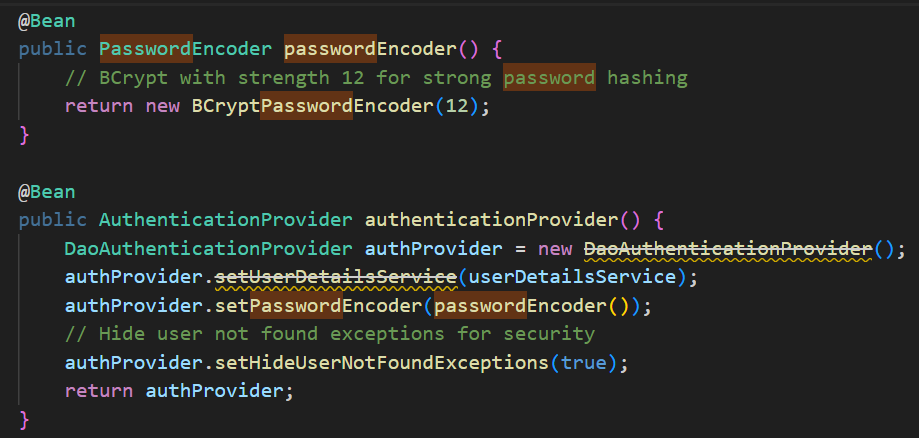 @Bean
public PasswordEncoder passwordEncoder() {
    // BCrypt with strength 12 for strong password hashing
    return new BCryptPasswordEncoder(12);
}

@Bean
public AuthenticationProvider authenticationProvider() {
    DaoAuthenticationProvider authProvider = new DaoAuthenticationProvider();
    authProvider.setUserDetailsService(userDetailsService);
    authProvider.setPasswordEncoder(passwordEncoder());
    // Hide user not found exceptions for security
    authProvider.setHideUserNotFoundExceptions(true);
    return authProvider;
}